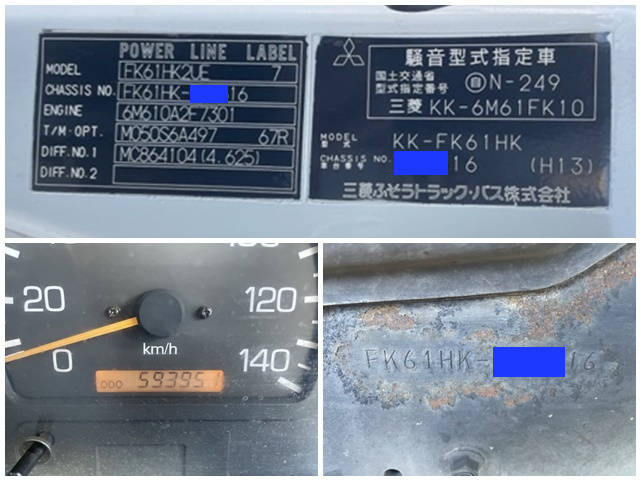 POWER LINE LABEL
MODEL FK61HK2UE 7
CHASSIS NO. FK61HK- 16
ENGINE 6M610A2F7301
T/M・OPT. M050S6A497 67R
DIFF.NO.1 MC864104(4.625)
DIFF.NO.2
騒音型式指定車
国土交通省
型式指定番号 自N-249
三菱 KK-6M61FK10
MODEL
型式 KK-FK61HK
CHASSIS NO.
車台番号 16 (H13)
三菱ふそうトラック・バス株式会社
20 120
0 km/h 140
000 59395
FK61HK- 16